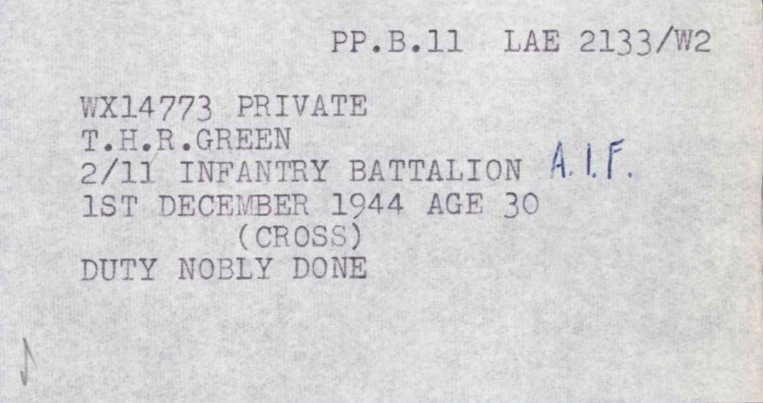 PP.B.11 LAE 2133/W2
WX14773 PRIVATE
T.H.R.GREEN
2/11 INFANTRY BATTALION A.I.F.
1ST DECEMBER 1944 AGE 30
(CROSS)
DUTY NOBLY DONE